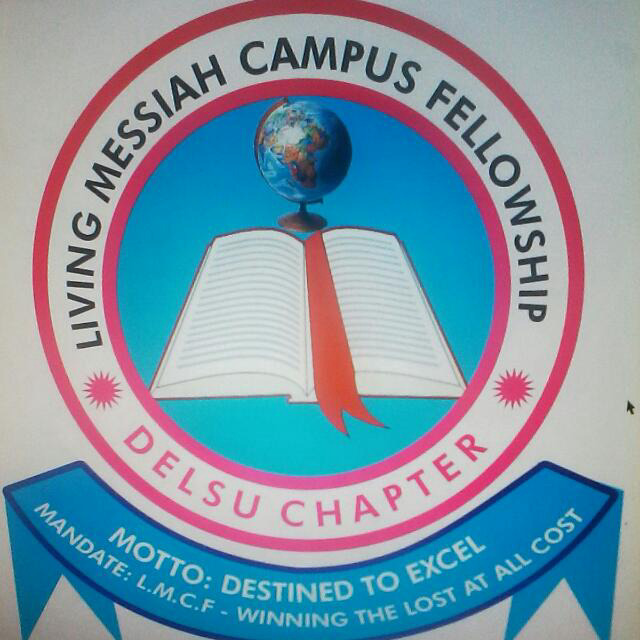 LIVING MESSIAH CAMPUS FELLOWSHIP
DELSU CHAPTER
MOTTO: DESTINED TO EXCEL
MANDATE: L.M.C.F - WINNING THE LOST AT ALL COST